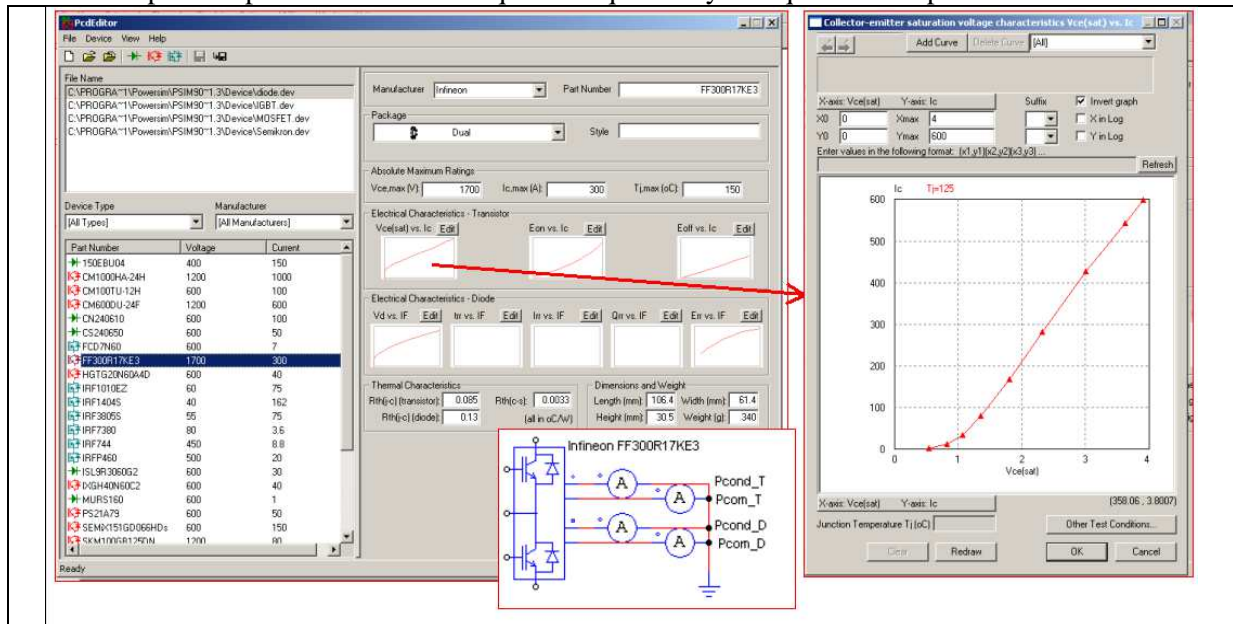 PcdEditor
File Device View Help
File Name
C:\PROGRA~1\Powersim\PSIM90~1.3\Device\diode.dev
C:\PROGRA~1\Powersim\PSIM90~1.3\Device\IGBT.dev
C:\PROGRA~1\Powersim\PSIM90~1.3\Device\MOSFET.dev
C:\PROGRA~1\Powersim\PSIM90~1.3\Device\Semikron.dev
Device Type Manufacturer
[All Types] [All Manufacturers]
Part Number Voltage Current
150EBU04 400 150
CM1000HA-24H 1200 1000
CM100TU-12H 600 100
CM600DU-24F 1200 600
CN240610 600 100
CS240650 600 50
FCD7N60 600 7
FF300R17KE3 1700 300
HGTG20N60A4D 600 40
IRF1010EZ 60 75
IRF1404S 40 162
IRF3805S 55 75
IRF7380 80 3.6
IRF744 450 8.8
IRFP460 500 20
ISL9R3060G2 600 30
IXGH40N60C2 600 40
MURS160 600 1
PS21A79 600 50
SEMiX151GD066HDs 600 150
SKM100GB125DN 1200 80
Ready
Manufacturer Infineon Part Number FF300R17KE3
Package
Dual Style
Absolute Maximum Ratings
Vce,max (V): 1700 Ic,max (A): 300 Tj,max (oC): 150
Electrical Characteristics - Transistor
Vce(sat) vs. Ic Edit Eon vs. Ic Edit Eoff vs. Ic Edit
Electrical Characteristics - Diode
Vd vs. IF Edit trr vs. IF Edit Irr vs. IF Edit Qrr vs. IF Edit Err vs. IF Edit
Thermal Characteristics
Rth(j-c) (transistor): 0.085 Rth(c-s): 0.0033
Rth(j-c) (diode): 0.13 (all in oC/W)
Dimensions and Weight
Length (mm): 106.4 Width (mm): 61.4
Height (mm): 30.5 Weight (g): 340
Infineon FF300R17KE3
A Pcond_T
A Pcom_T
A Pcond_D
A Pcom_D
Collector-emitter saturation voltage characteristics Vce(sat) vs. Ic
Add Curve Delete Curve [All]
X-axis: Vce(sat) Y-axis: Ic Suffix Invert graph
X0 0 Xmax 4 X in Log
Y0 0 Ymax 600 Y in Log
Enter values in the following format: (x1,y1)(x2,y2)(x3,y3) ...
Refresh
Ic Tj=125
600
500
400
300
200
100
0
0 1 2 3 4
Vce(sat)
X-axis: Vce(sat) Y-axis: Ic (358.06 , 3.8007)
Junction Temperature Tj (oC) Other Test Conditions...
Clear Redraw OK Cancel